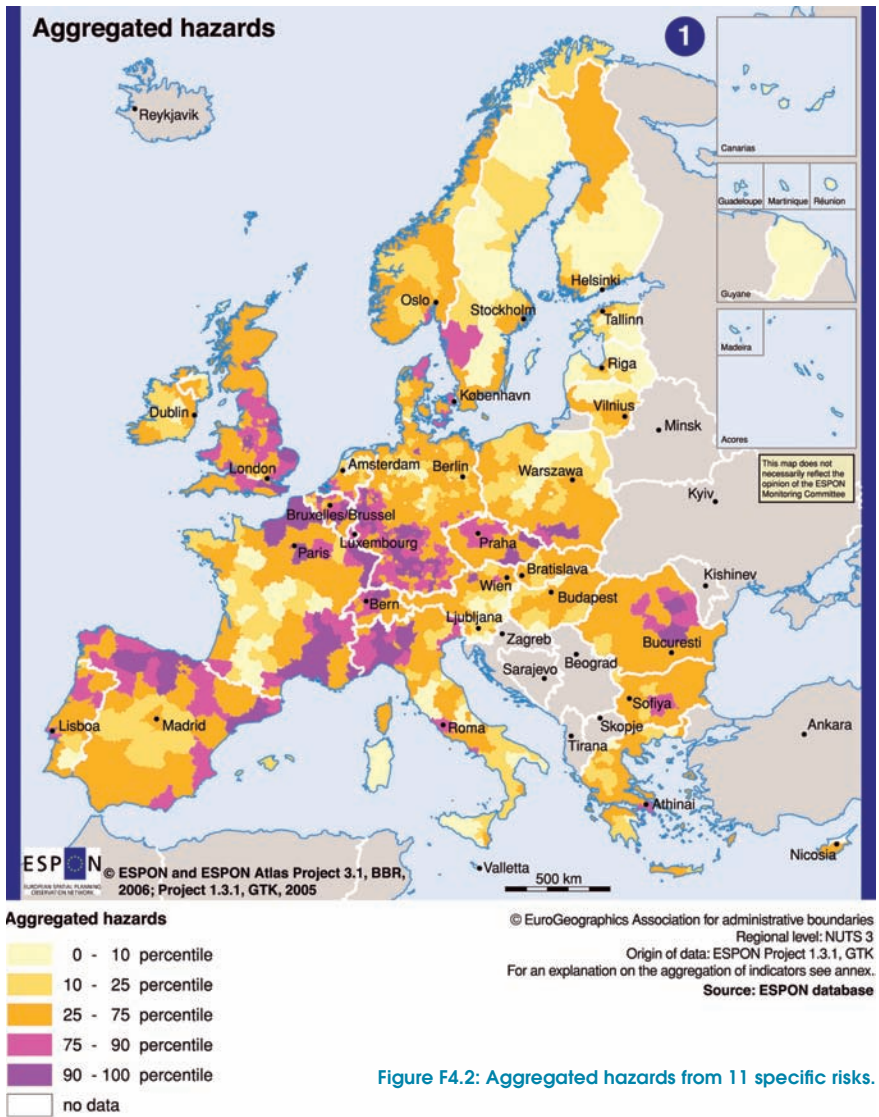 Aggregated hazards
1
Reykjavik
Canarias
Guadeloupe
Martinique
Réunion
Guyane
Madeira
Acores
This map does not
necessarily reflect the
opinion of the ESPON
Monitoring Committee
Helsinki
Oslo
Stockholm
Tallinn
Riga
København
Vilnius
Minsk
Dublin
London
Amsterdam
Berlin
Warszawa
Kyiv
Bruxelles/Brussel
Luxembourg
Praha
Paris
Kishinev
Bratislava
Wien
Budapest
Bern
Ljubljana
Zagreb
Bucuresti
Beograd
Sarajevo
Sofiya
Skopje
Tirana
Roma
Madrid
Lisboa
Ankara
Athinai
Nicosia
Valletta
500 km
ESPON
EUROPEAN SPATIAL PLANNING
OBSERVATION NETWORK
© ESPON and ESPON Atlas Project 3.1, BBR,
2006; Project 1.3.1, GTK, 2005
Aggregated hazards
0 - 10 percentile
10 - 25 percentile
25 - 75 percentile
75 - 90 percentile
90 - 100 percentile
no data
© EuroGeographics Association for administrative boundaries
Regional level: NUTS 3
Origin of data: ESPON Project 1.3.1, GTK
For an explanation on the aggregation of indicators see annex.
Source: ESPON database
Figure F4.2: Aggregated hazards from 11 specific risks.